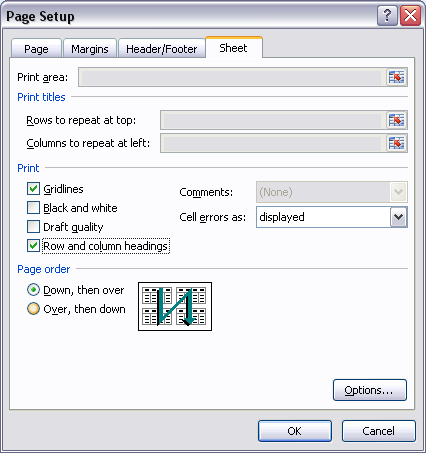 Page Setup
Page Margins Header/Footer Sheet
Print area:
Print titles
Rows to repeat at top:
Columns to repeat at left:
Print
Gridlines Comments: (None)
Black and white Cell errors as: displayed
Draft quality
Row and column headings
Page order
Down, then over
Over, then down
Options...
OK Cancel